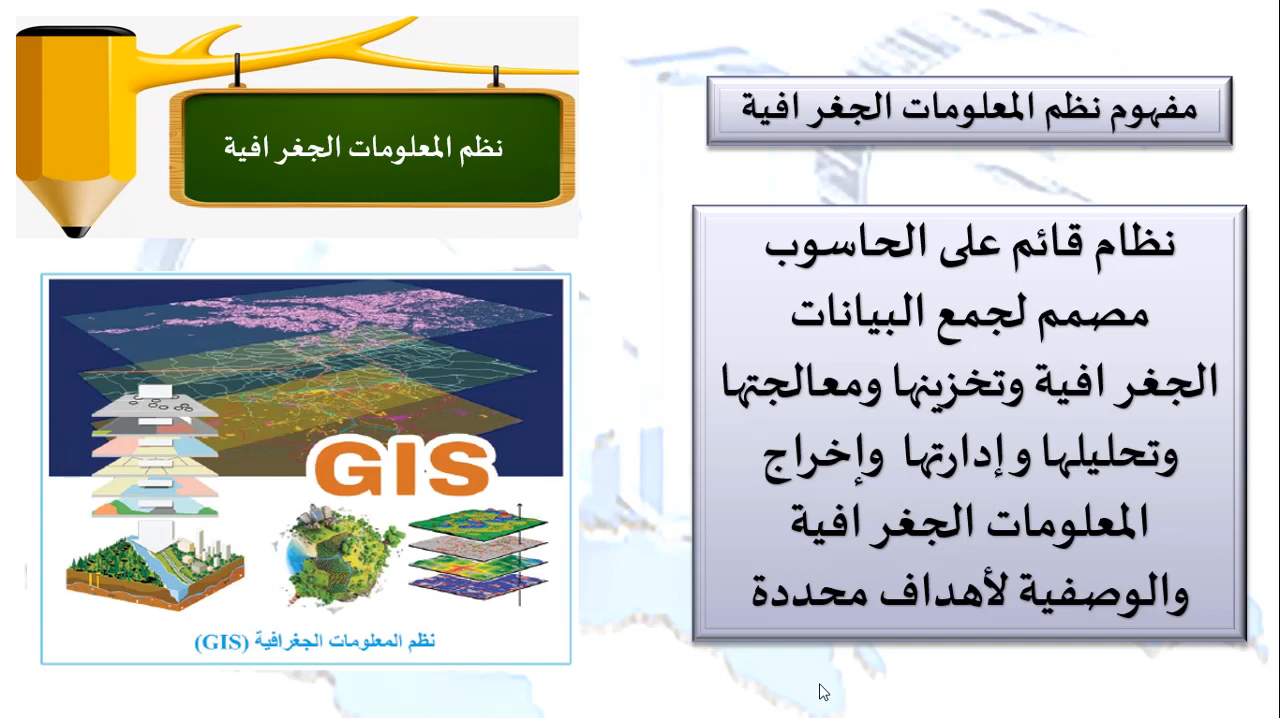 مفهوم نظم المعلومات الجغرافية
نظم المعلومات الجغرافية
نظام قائم على الحاسوب
مصمم لجمع البيانات
الجغرافية وتخزينها ومعالجتها
وتحليلها وإدارتها وإخراج
المعلومات الجغرافية
والوصفية لأهداف محددة
GIS
نظم المعلومات الجغرافية (GIS)